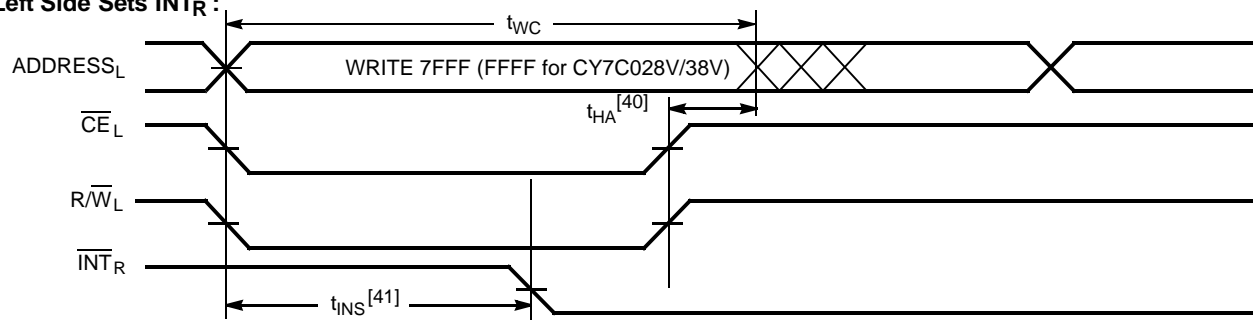 Left Side Sets INTR :
tWC
ADDRESSL
WRITE 7FFF (FFFF for CY7C028V/38V)
tHA[40]
CEL
R/WL
INTR
tINS[41]